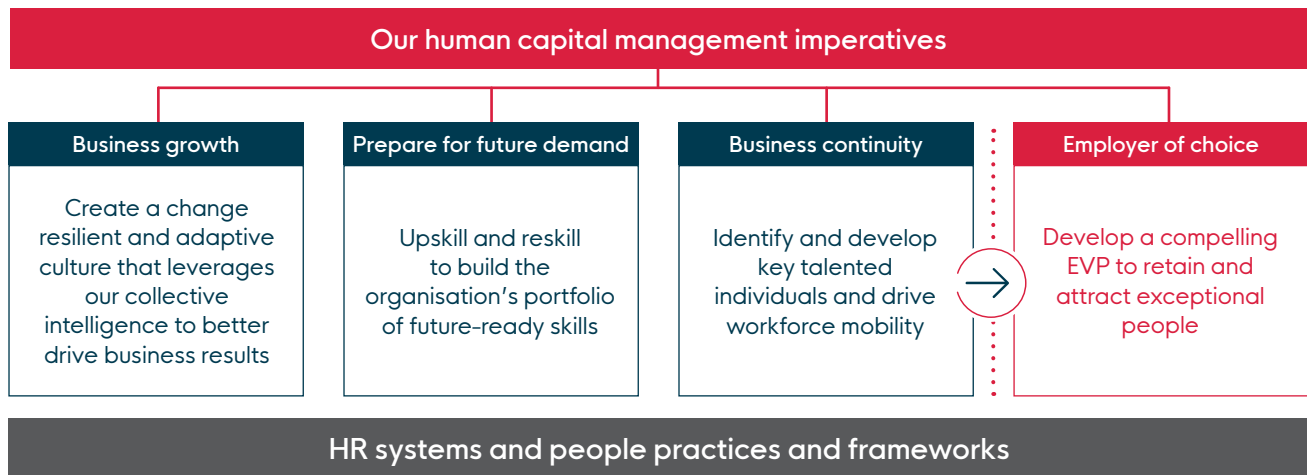 Our human capital management imperatives
Business growth
Create a change
resilient and adaptive
culture that leverages
our collective
intelligence to better
drive business results
Prepare for future demand
Upskill and reskill
to build the
organisation’s portfolio
of future-ready skills
Business continuity
Identify and develop
key talented
individuals and drive
workforce mobility
Employer of choice
Develop a compelling
EVP to retain and
attract exceptional
people
HR systems and people practices and frameworks